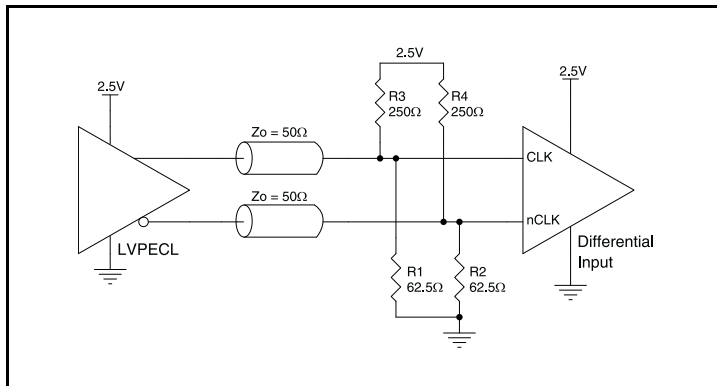 2.5V
2.5V
2.5V
R3
250Ω
R4
250Ω
Zo = 50Ω
CLK
Zo = 50Ω
nCLK
LVPECL
Differential
Input
R1
62.5Ω
R2
62.5Ω